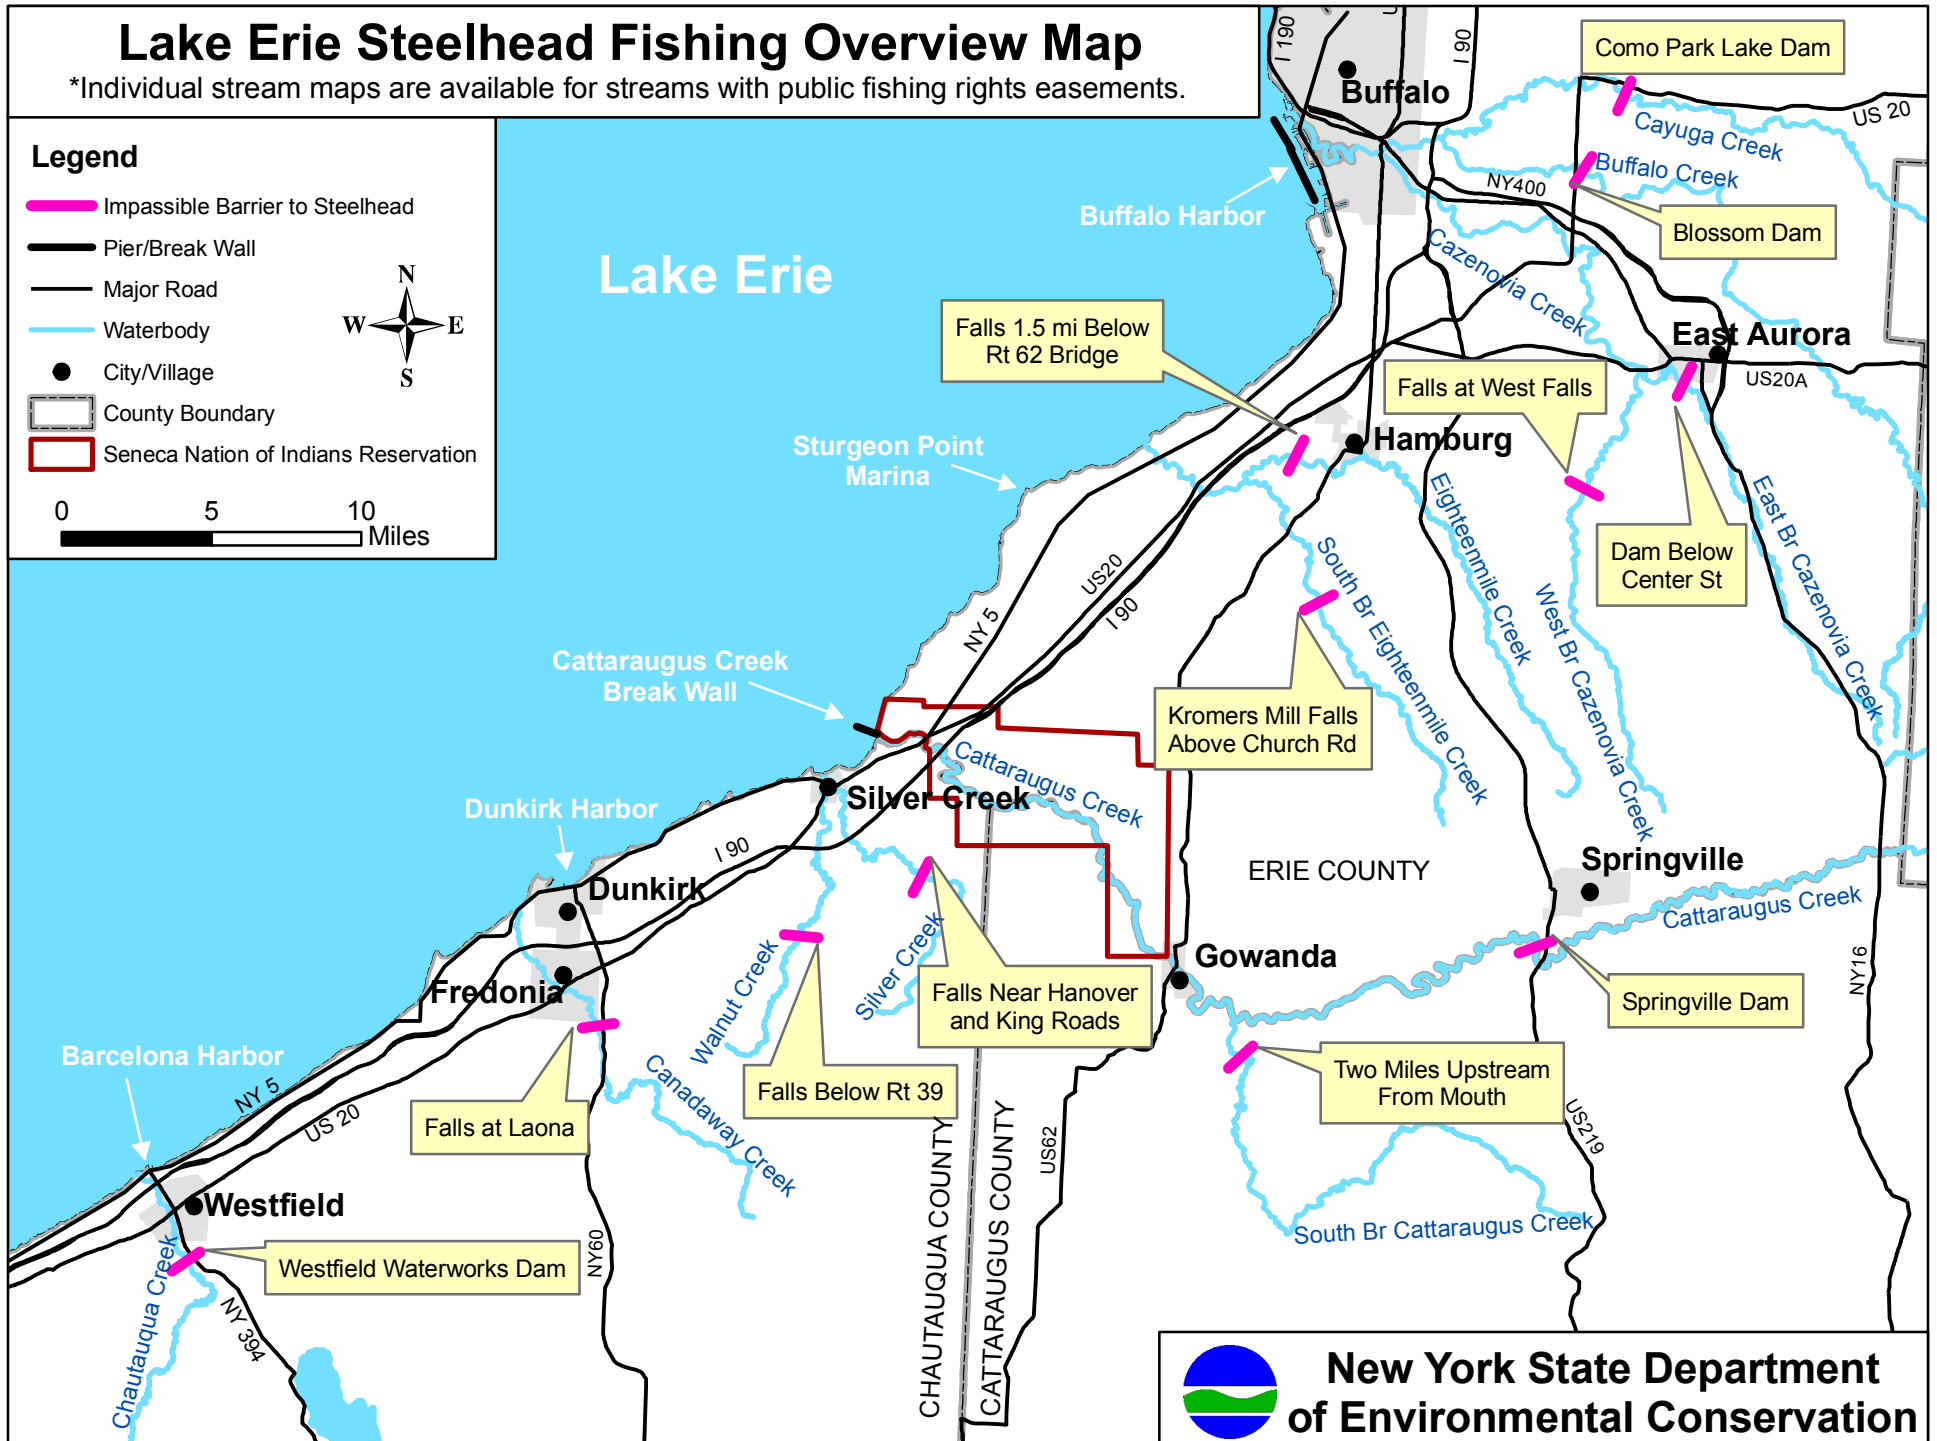 Lake Erie Steelhead Fishing Overview Map
*Individual stream maps are available for streams with public fishing rights easements.
Legend
Impassible Barrier to Steelhead
Pier/Break Wall
Major Road
Waterbody
City/Village
County Boundary
Seneca Nation of Indians Reservation
N
W
E
S
0
5
10
Miles
I 190
I 90
Buffalo
Como Park Lake Dam
US 20
Cayuga Creek
Buffalo Creek
NY400
Blossom Dam
Buffalo Harbor
Lake Erie
Cazenovia Creek
East Aurora
US20A
Falls 1.5 mi Below
Rt 62 Bridge
Falls at West Falls
Hamburg
Sturgeon Point
Marina
Eighteenmile Creek
East Br Cazenovia Creek
Dam Below
Center St
South Br Eighteenmile Creek
West Br Cazenovia Creek
US20
I 90
NY 5
Cattaraugus Creek
Break Wall
Kromers Mill Falls
Above Church Rd
Cattaraugus Creek
Silver Creek
Dunkirk Harbor
I 90
ERIE COUNTY
Springville
Cattaraugus Creek
Dunkirk
Silver Creek
Walnut Creek
Gowanda
NY16
Fredonia
Falls Near Hanover
and King Roads
Springville Dam
Barcelona Harbor
NY 5
US 20
Canadaway Creek
Falls Below Rt 39
Falls at Laona
Two Miles Upstream
From Mouth
US219
US62
CHAUTAUQUA COUNTY
CATTARAUGUS COUNTY
Westfield
South Br Cattaraugus Creek
NY60
Westfield Waterworks Dam
Chautauqua Creek
NY 394
New York State Department
of Environmental Conservation